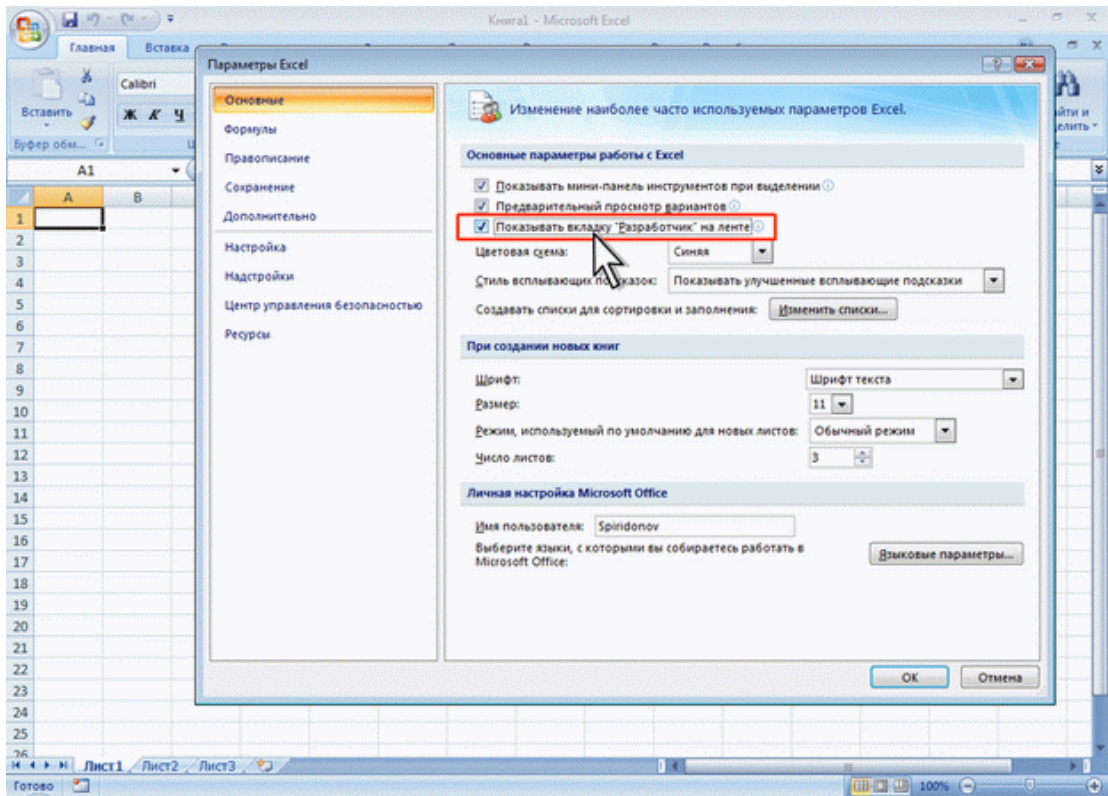 Книга1 - Microsoft Excel
Главная Вставка
Вставить
Calibri
Ж К Ч
Буфер обм...
A1
A B
Параметры Excel
Основные
Формулы
Правописание
Сохранение
Дополнительно
Настройка
Надстройки
Центр управления безопасностью
Ресурсы
Изменение наиболее часто используемых параметров Excel.
Основные параметры работы с Excel
Показывать мини-панель инструментов при выделении
Предварительный просмотр вариантов
Показывать вкладку "Разработчик" на ленте
Цветовая схема: Синяя
Стиль всплывающих подсказок: Показывать улучшенные всплывающие подсказки
Создавать списки для сортировки и заполнения: Изменить списки...
При создании новых книг
Шрифт: Шрифт текста
Размер: 11
Режим, используемый по умолчанию для новых листов: Обычный режим
Число листов: 3
Личная настройка Microsoft Office
Имя пользователя: Spiridonov
Выберите языки, с которыми вы собираетесь работать в
Microsoft Office:
Языковые параметры...
OK Отмена
1
2
3
4
5
6
7
8
9
10
11
12
13
14
15
16
17
18
19
20
21
22
23
24
25
26
Лист1 Лист2 Лист3
Готово 100%